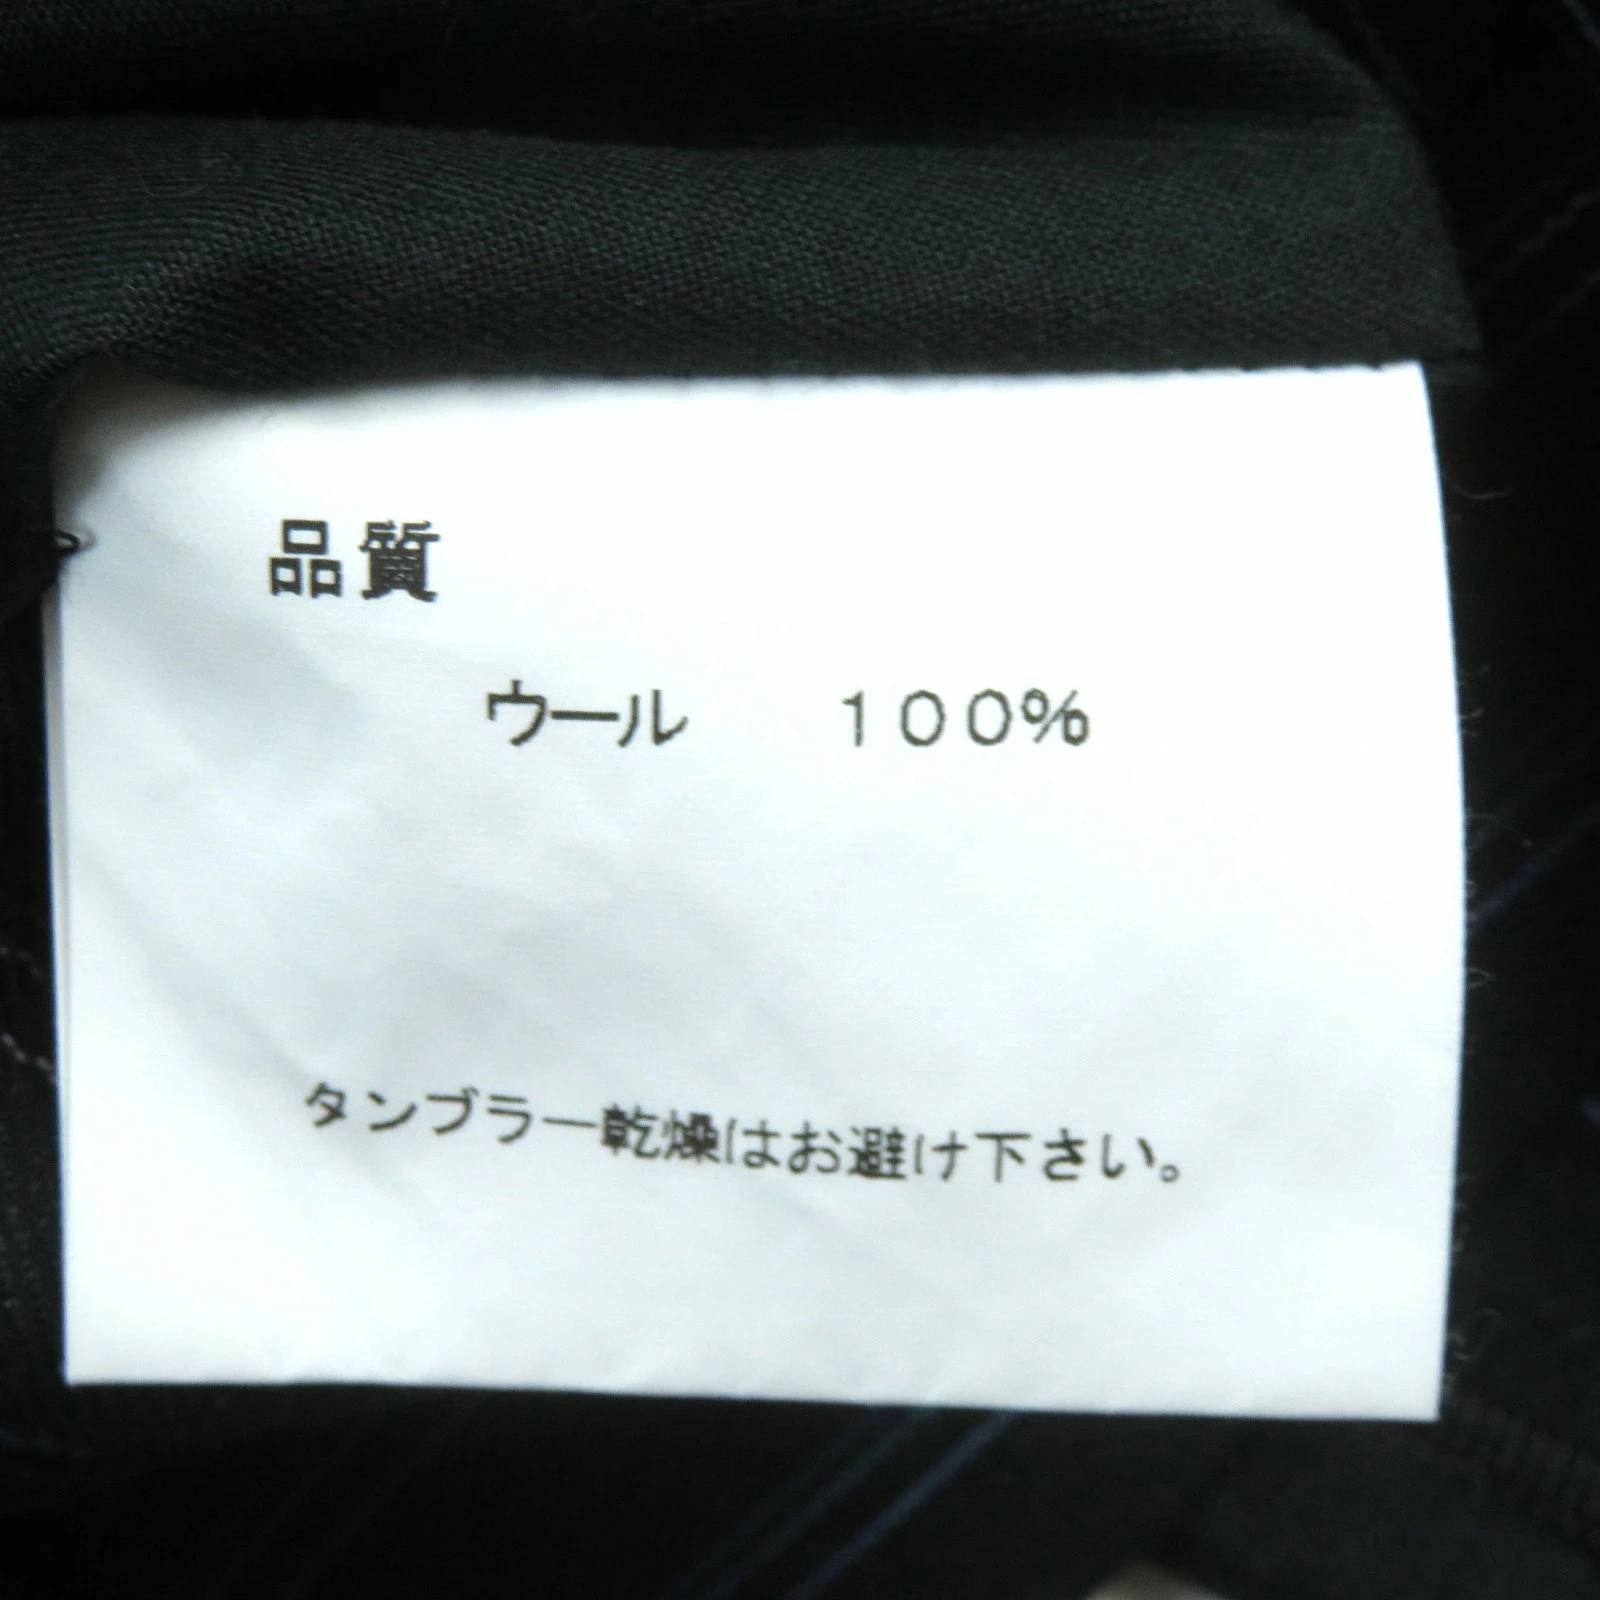 品質
ウール 100%
タンブラー乾燥はお避け下さい。